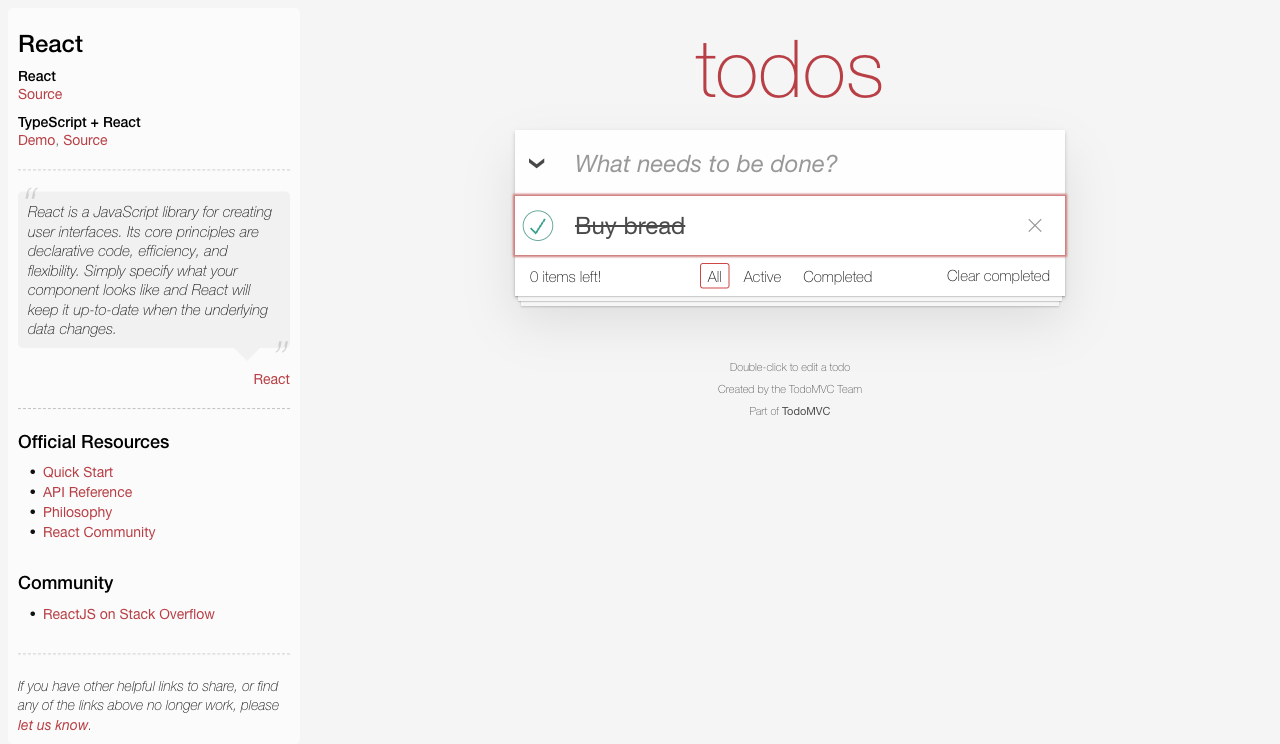 React
React
Source
TypeScript + React
Demo, Source
“
React is a JavaScript library for creating
user interfaces. Its core principles are
declarative code, efficiency, and
flexibility. Simply specify what your
component looks like and React will
keep it up-to-date when the underlying
data changes.
”
React
Official Resources
• Quick Start
• API Reference
• Philosophy
• React Community
Community
• ReactJS on Stack Overflow
If you have other helpful links to share, or find
any of the links above no longer work, please
let us know.
todos
What needs to be done?
Buy bread
0 items left! All Active Completed Clear completed
Double-click to edit a todo
Created by the TodoMVC Team
Part of TodoMVC